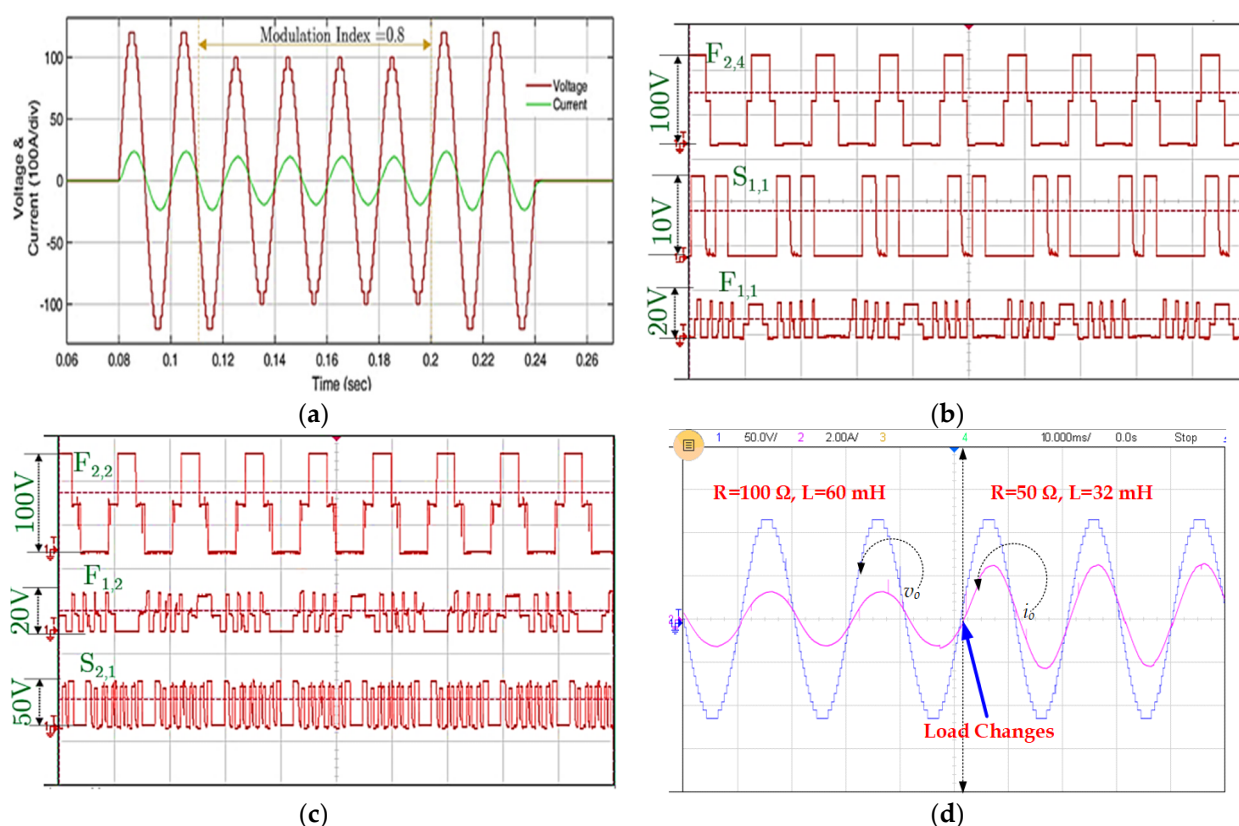 Modulation Index =0.8
Voltage
Current
Voltage &
Current (100A/div)
100
50
0
-50
-100
0.06 0.08 0.1 0.12 0.14 0.16 0.18 0.2 0.22 0.24
Time (sec)
(a)
F2,4
100V
S1,1
10V
F1,1
20V
(b)
F2,2
100V
F1,2
20V
S2,1
50V
(c)
1 50.0V/ 2 2.00A/ 3 4 10.000ms/ 0.0s Stop
R=100 Ω, L=60 mH
R=50 Ω, L=32 mH
vo
io
Load Changes
(d)